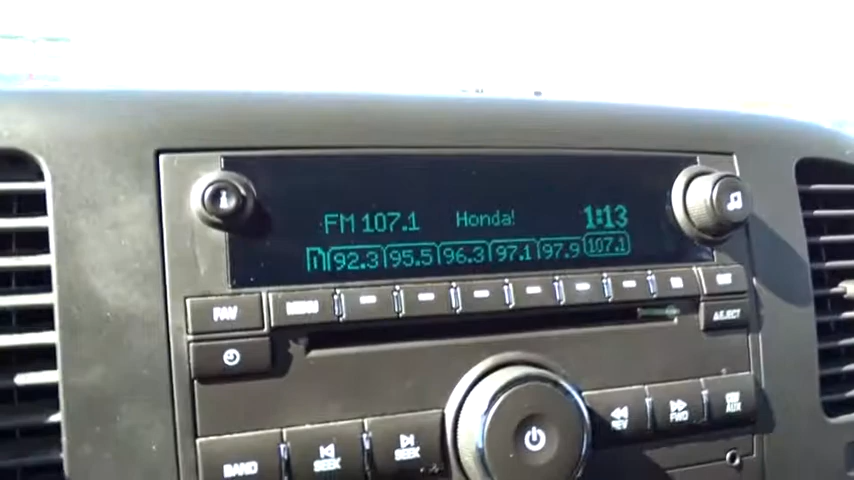 FM 107.1 Honda! 1:13
92.3 95.5 96.3 97.1 97.9 107.1
FAV MENU
EJECT
REV FWD AUX
BAND SEEK SEEK